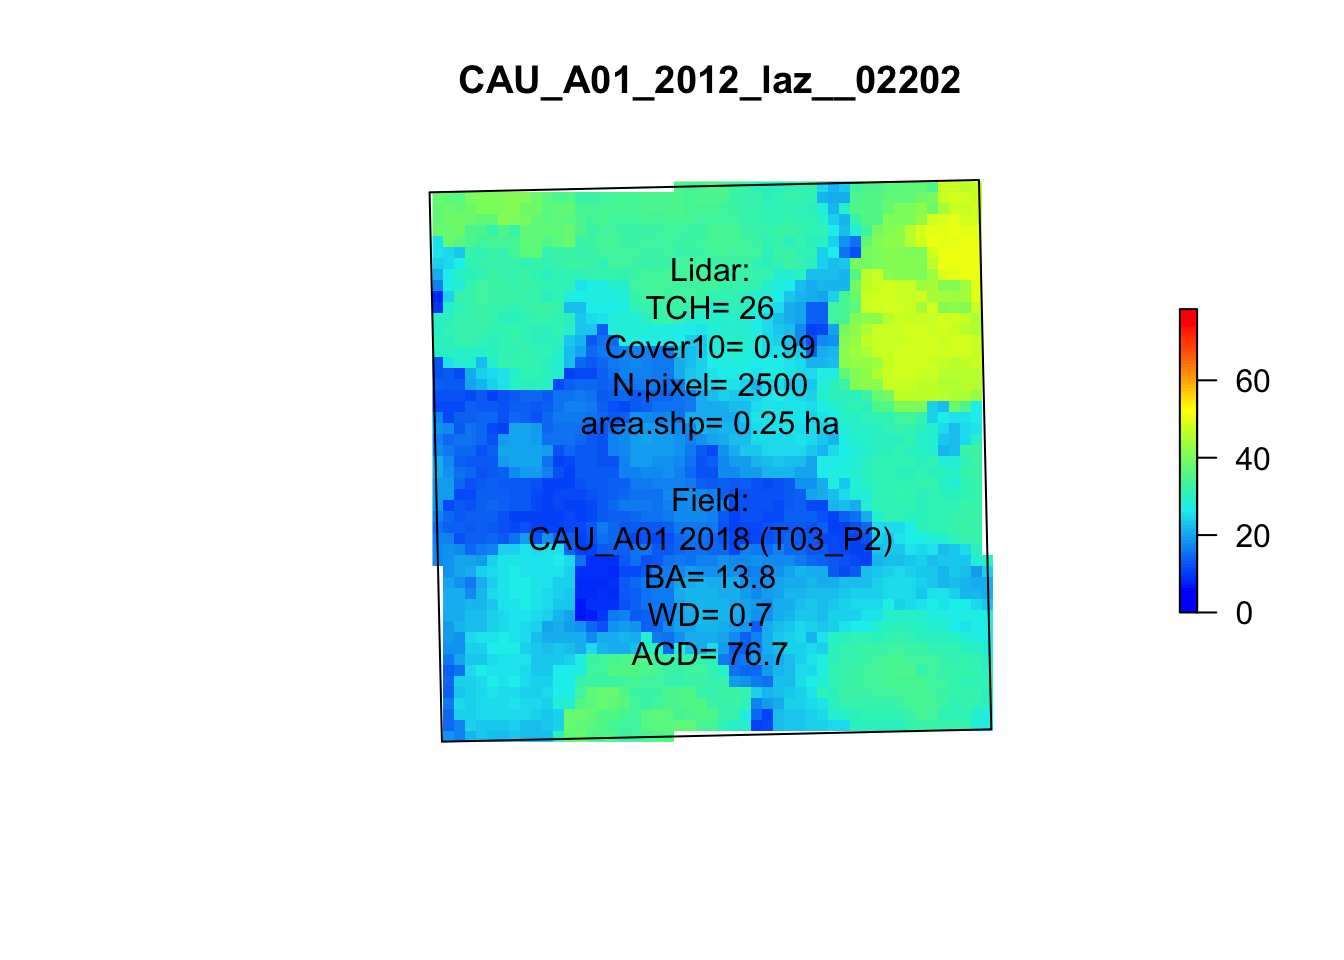 CAU_A01_2012_laz__02202
Lidar:
TCH= 26
Cover10= 0.99
N.pixel= 2500
area.shp= 0.25 ha
Field:
CAU_A01 2018 (T03_P2)
BA= 13.8
WD= 0.7
ACD= 76.7
60
40
20
0